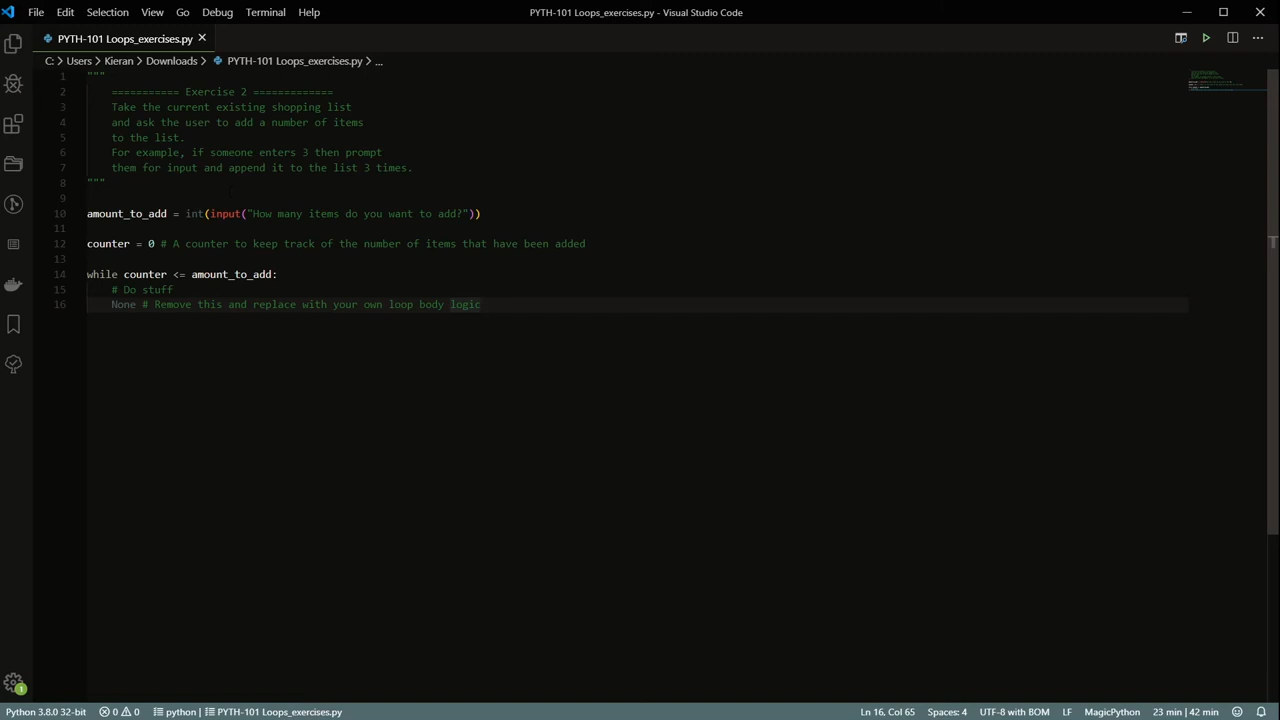 File Edit Selection View Go Debug Terminal Help
PYTH-101 Loops_exercises.py - Visual Studio Code
PYTH-101 Loops_exercises.py
C: > Users > Kieran > Downloads > PYTH-101 Loops_exercises.py > ...
1 """
2 =========== Exercise 2 =============
3 Take the current existing shopping list
4 and ask the user to add a number of items
5 to the list.
6 For example, if someone enters 3 then prompt
7 them for input and append it to the list 3 times.
8 """
9
10 amount_to_add = int(input("How many items do you want to add?"))
11
12 counter = 0 # A counter to keep track of the number of items that have been added
13
14 while counter <= amount_to_add:
15 # Do stuff
16 None # Remove this and replace with your own loop body logic
1
Python 3.8.0 32-bit 0 0 python | PYTH-101 Loops_exercises.py Ln 16, Col 65 Spaces: 4 UTF-8 with BOM LF MagicPython 23 min | 42 min